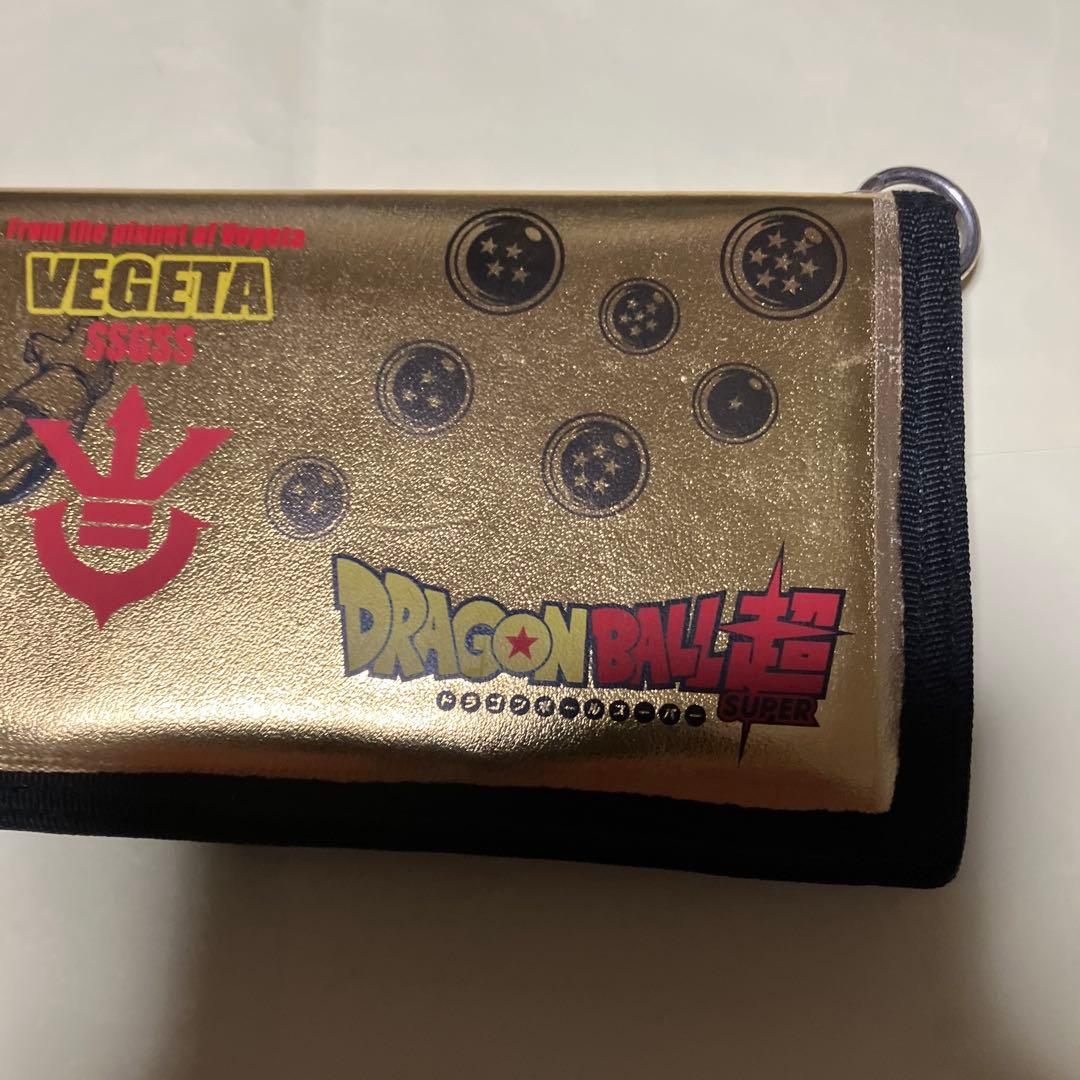 From the planet of Vegeta
VEGETA
SSGSS
DRAGON BALL超
ドラゴンボールスーパー
SUPER